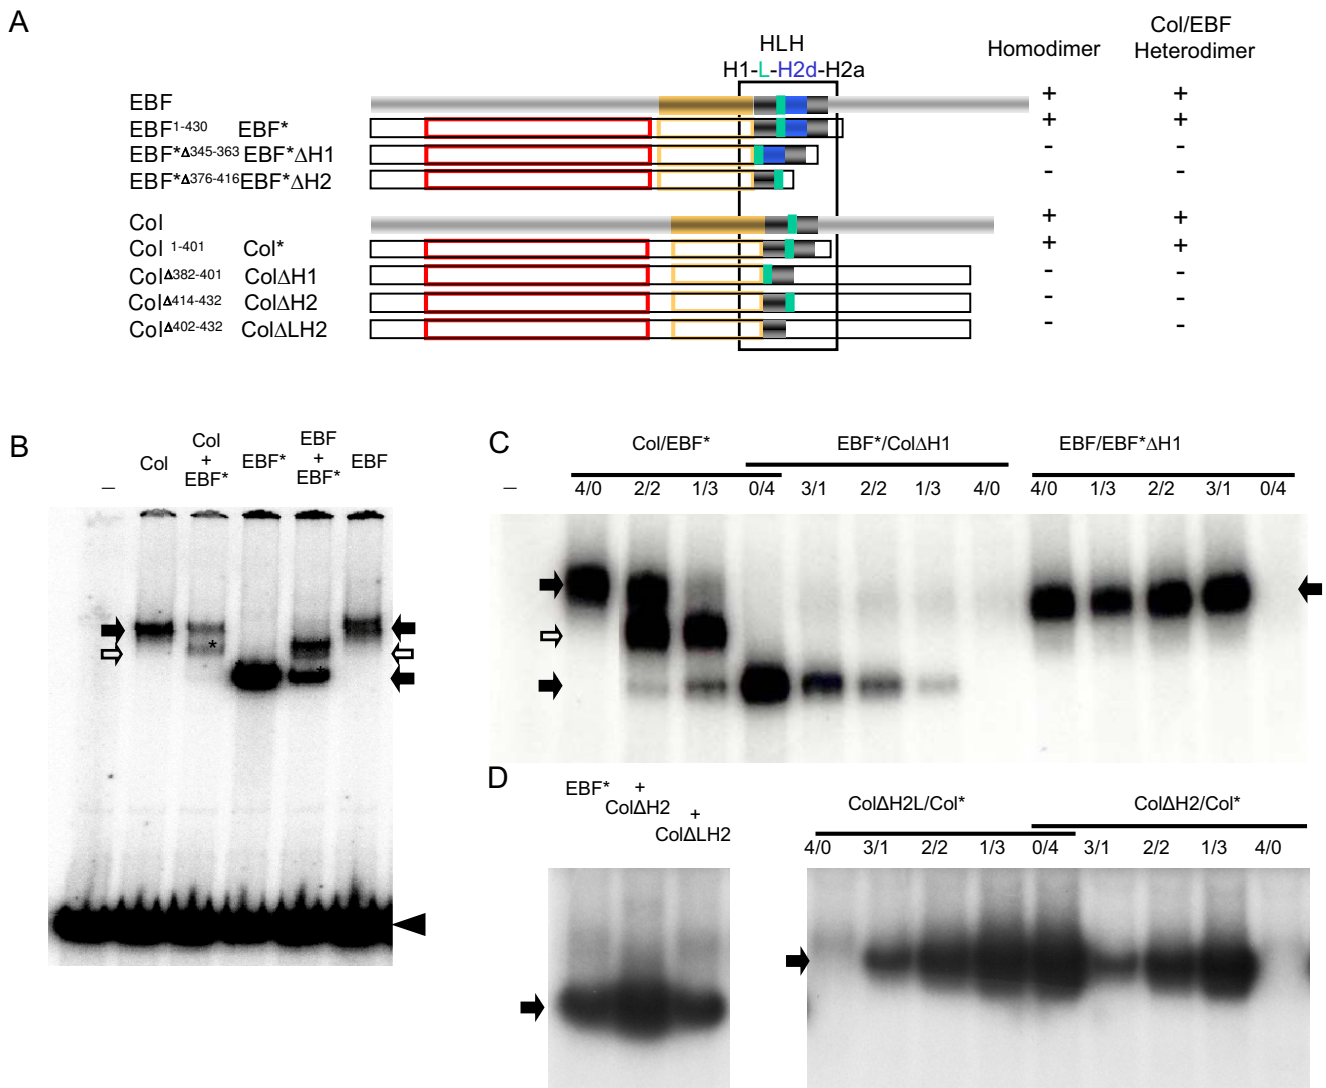 A
HLH
H1-L-H2d-H2a
Homodimer
Col/EBF
Heterodimer
EBF + +
EBF1-430 EBF* + +
EBF*Δ345-363 EBF*ΔH1 - -
EBF*Δ376-416 EBF*ΔH2 - -
Col + +
Col 1-401 Col* + +
ColΔ382-401 ColΔH1 - -
ColΔ414-432 ColΔH2 - -
ColΔ402-432 ColΔLH2 - -
B
–
Col
Col
+
EBF*
EBF*
EBF
+
EBF*
EBF
*
*
C
Col/EBF* EBF*/ColΔH1 EBF/EBF*ΔH1
– 4/0 2/2 1/3 0/4 3/1 2/2 1/3 4/0 4/0 1/3 2/2 3/1 0/4
D
EBF*
+
ColΔH2
+
ColΔLH2
ColΔH2L/Col* ColΔH2/Col*
4/0 3/1 2/2 1/3 0/4 3/1 2/2 1/3 4/0